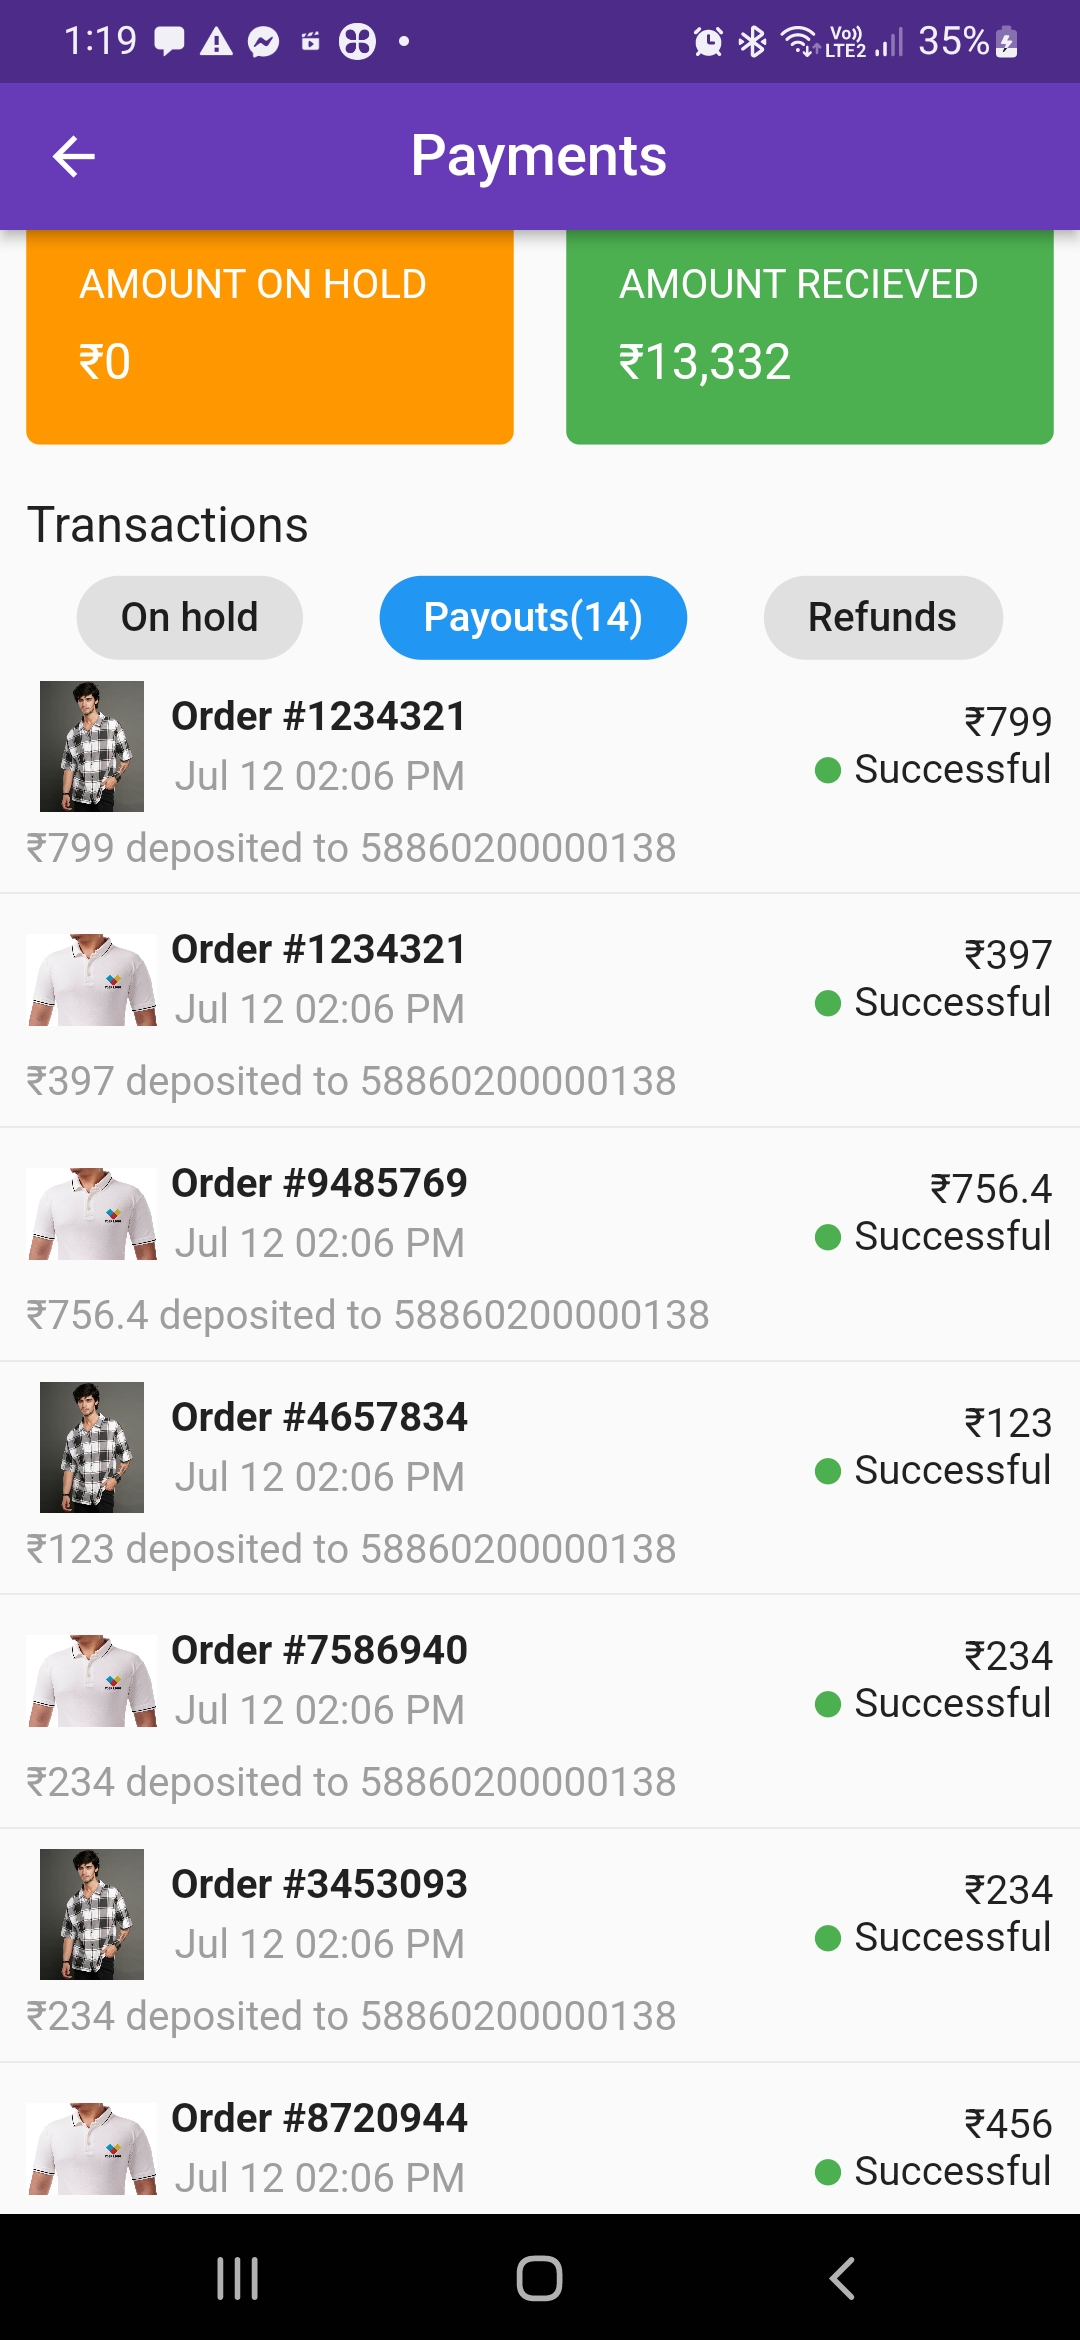 1:19 Vo)) LTE2 35%
Payments
AMOUNT ON HOLD
₹0
AMOUNT RECIEVED
₹13,332
Transactions
On hold
Payouts(14)
Refunds
Order #1234321
₹799
Jul 12 02:06 PM
Successful
₹799 deposited to 58860200000138
Order #1234321
₹397
Jul 12 02:06 PM
Successful
₹397 deposited to 58860200000138
Order #9485769
₹756.4
Jul 12 02:06 PM
Successful
₹756.4 deposited to 58860200000138
Order #4657834
₹123
Jul 12 02:06 PM
Successful
₹123 deposited to 58860200000138
Order #7586940
₹234
Jul 12 02:06 PM
Successful
₹234 deposited to 58860200000138
Order #3453093
₹234
Jul 12 02:06 PM
Successful
₹234 deposited to 58860200000138
Order #8720944
₹456
Jul 12 02:06 PM
Successful